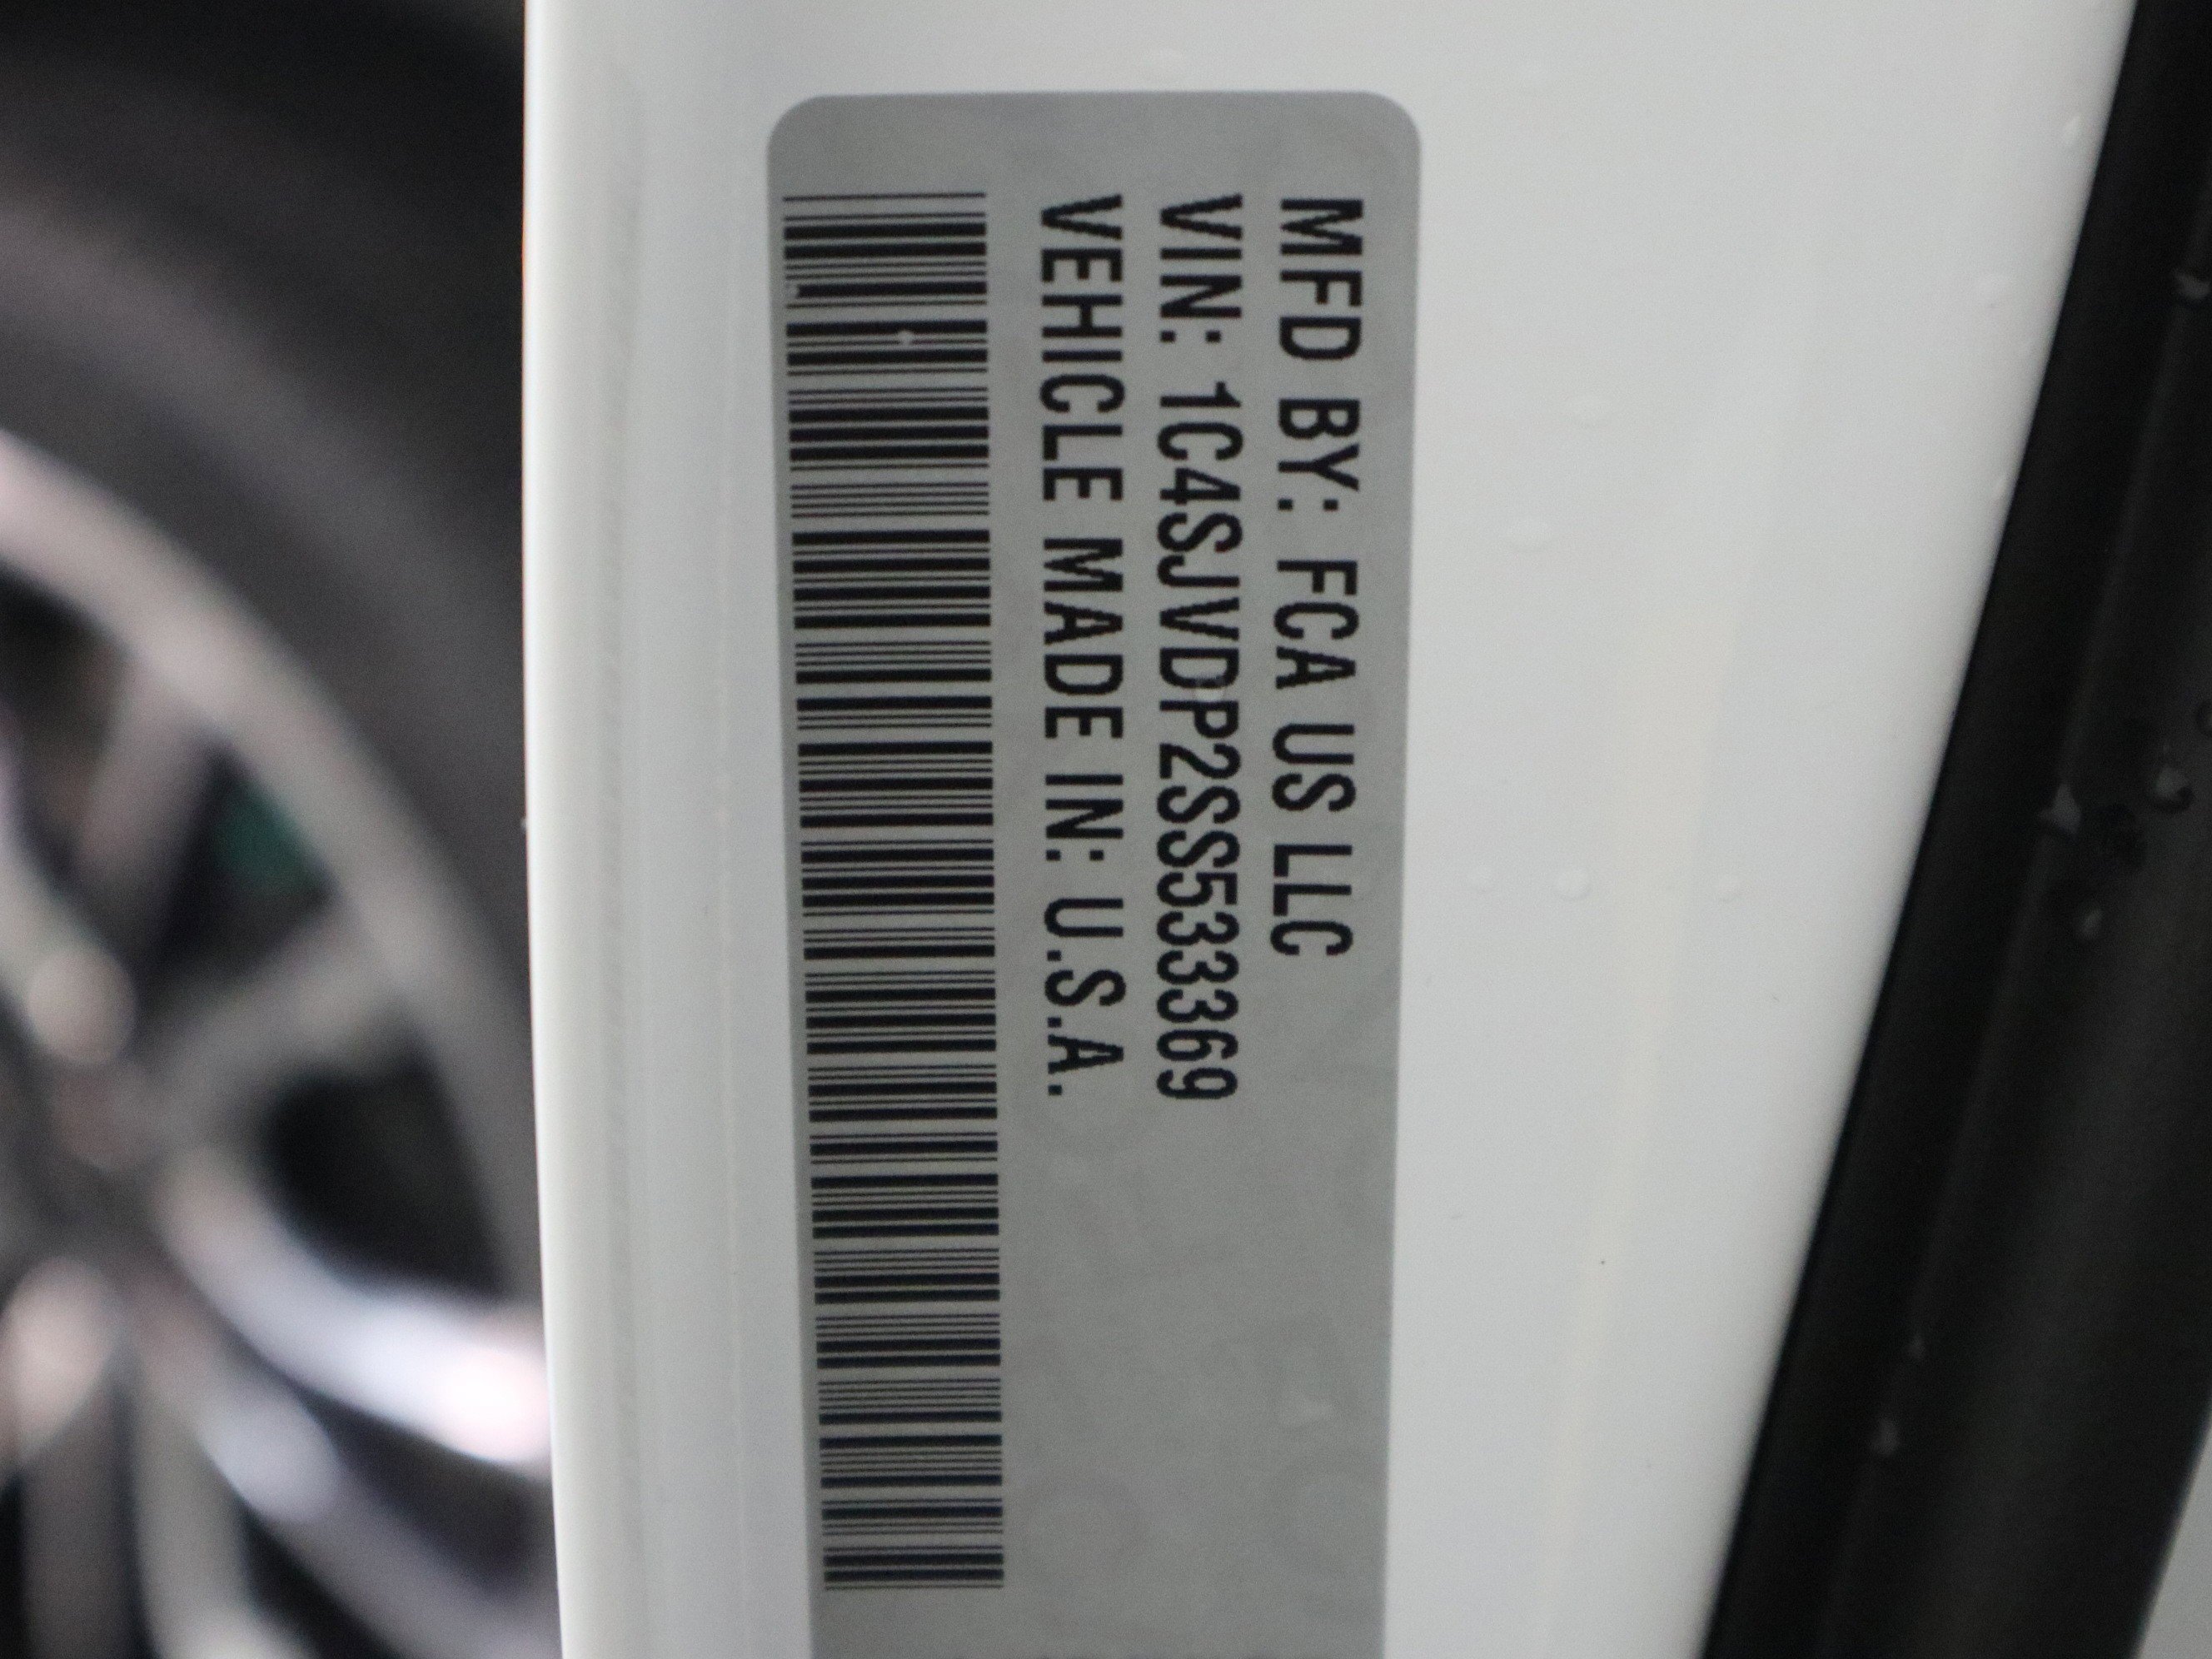 MFD BY: FCA US LLC
VIN: 1C4SJVDP2SS533369
VEHICLE MADE IN: U.S.A.